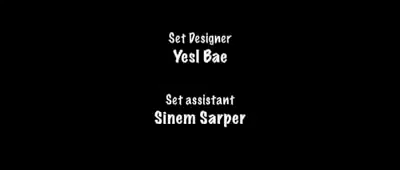 Set Designer
Yesl Bae
Set assistant
Sinem Sarper